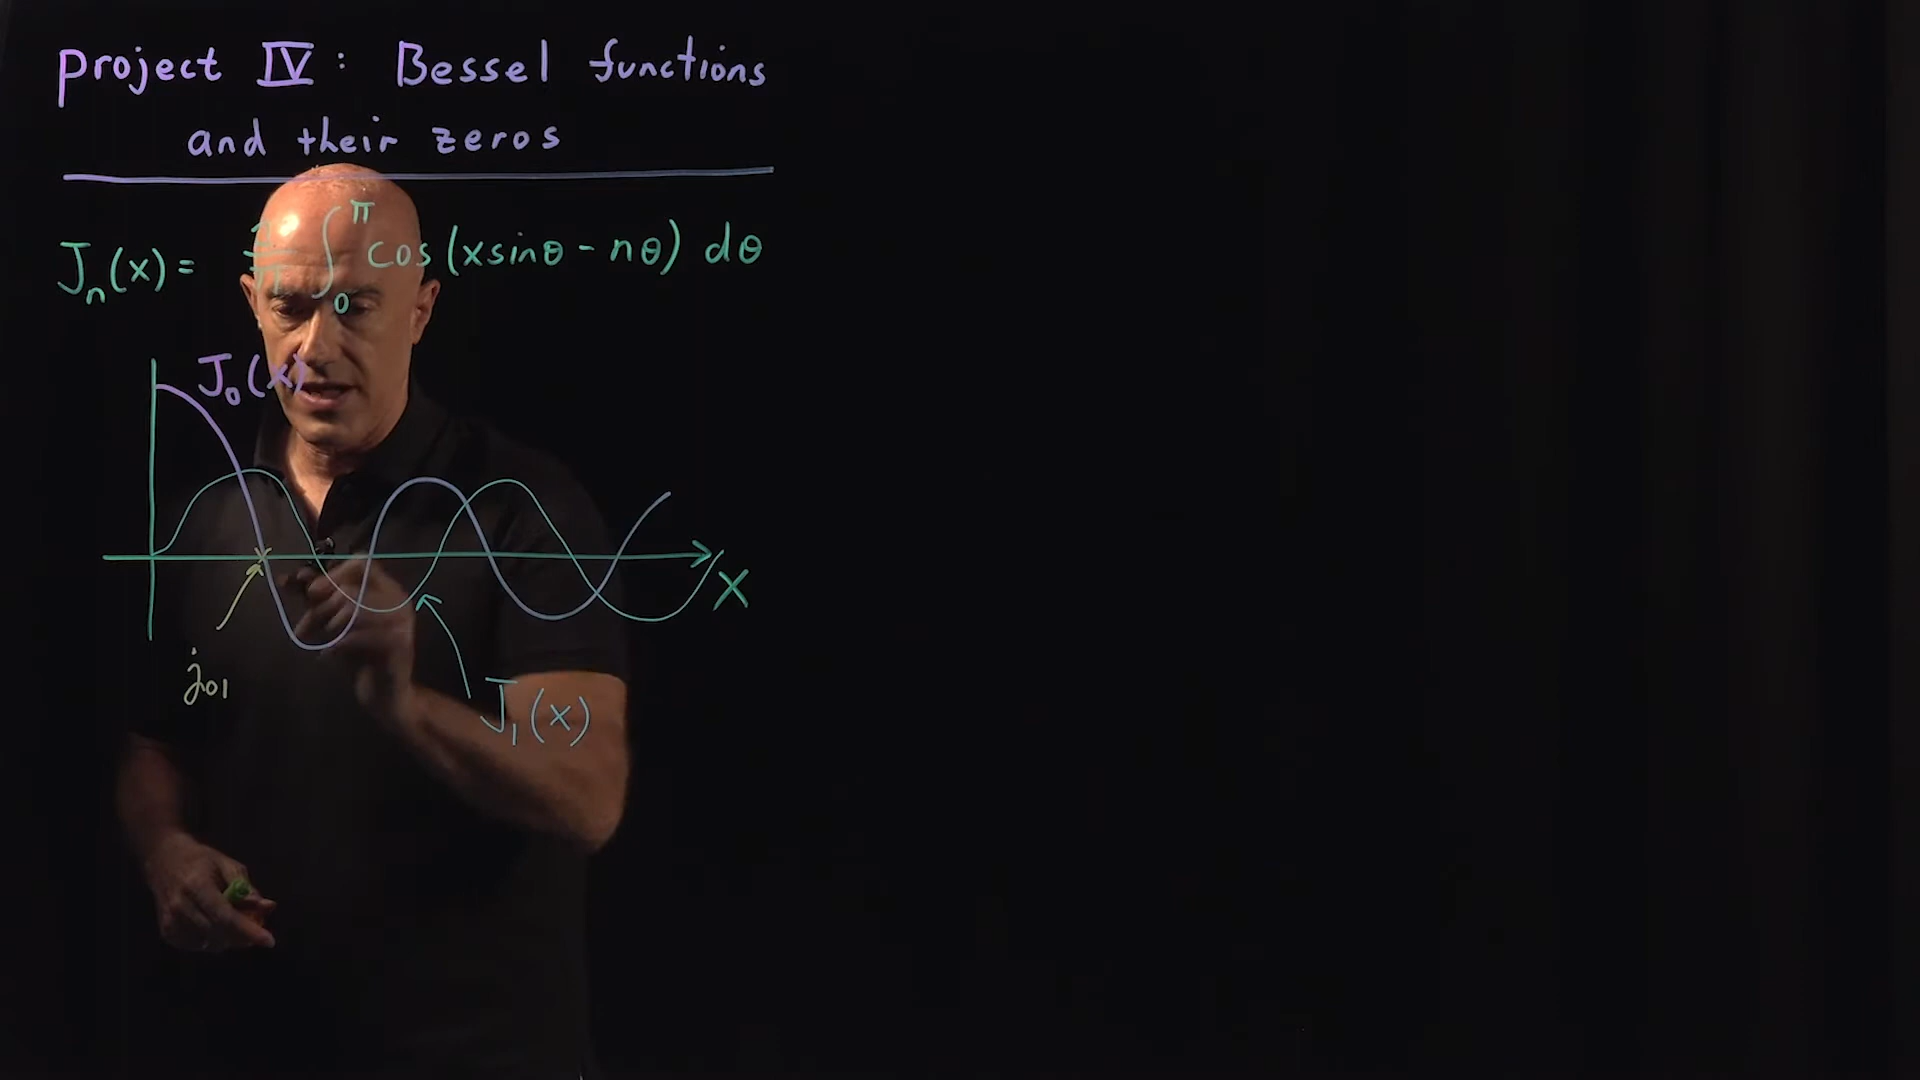 Project IV: Bessel functions
and their zeros
Jₙ(x) = ∫₀^π cos(x sinθ - nθ) dθ
J₀(x)
x
j₀₁
J₁(x)